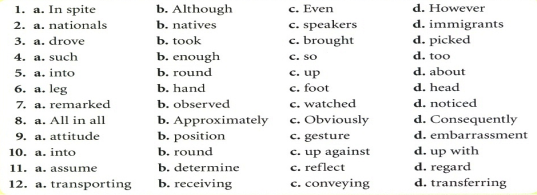 1. a. In spite b. Although c. Even d. However
2. a. nationals b. natives c. speakers d. immigrants
3. a. drove b. took c. brought d. picked
4. a. such b. enough c. so d. too
5. a. into b. round c. up d. about
6. a. leg b. hand c. foot d. head
7. a. remarked b. observed c. watched d. noticed
8. a. All in all b. Approximately c. Obviously d. Consequently
9. a. attitude b. position c. gesture d. embarrassment
10. a. into b. round c. up against d. up with
11. a. assume b. determine c. reflect d. regard
12. a. transporting b. receiving c. conveying d. transferring